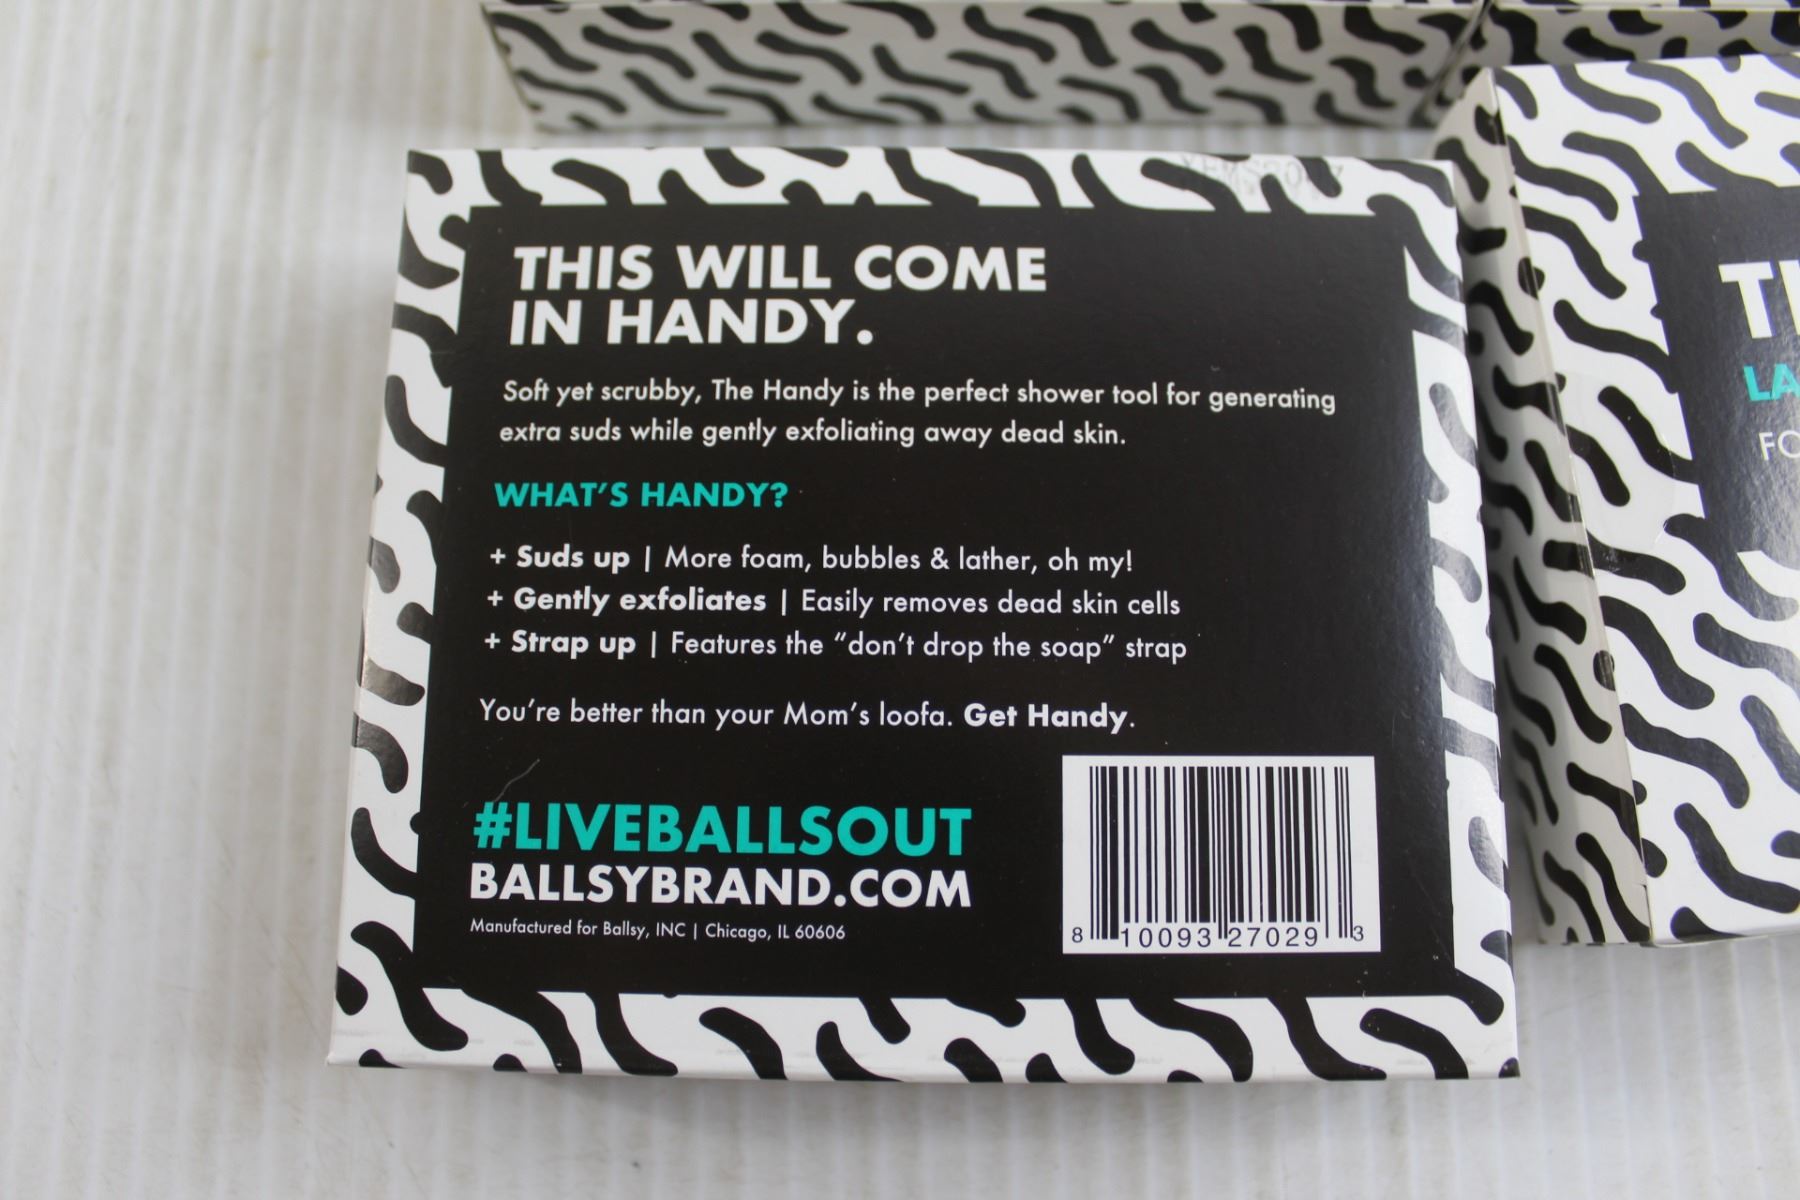 THIS WILL COME
IN HANDY.
Soft yet scrubby, The Handy is the perfect shower tool for generating
extra suds while gently exfoliating away dead skin.
WHAT'S HANDY?
+ Suds up | More foam, bubbles & lather, oh my!
+ Gently exfoliates | Easily removes dead skin cells
+ Strap up | Features the “don't drop the soap” strap
You're better than your Mom's loofa. Get Handy.
#LIVEBALLSOUT
BALLSYBRAND.COM
Manufactured for Ballsy, INC | Chicago, IL 60606
8 10093 27029 3